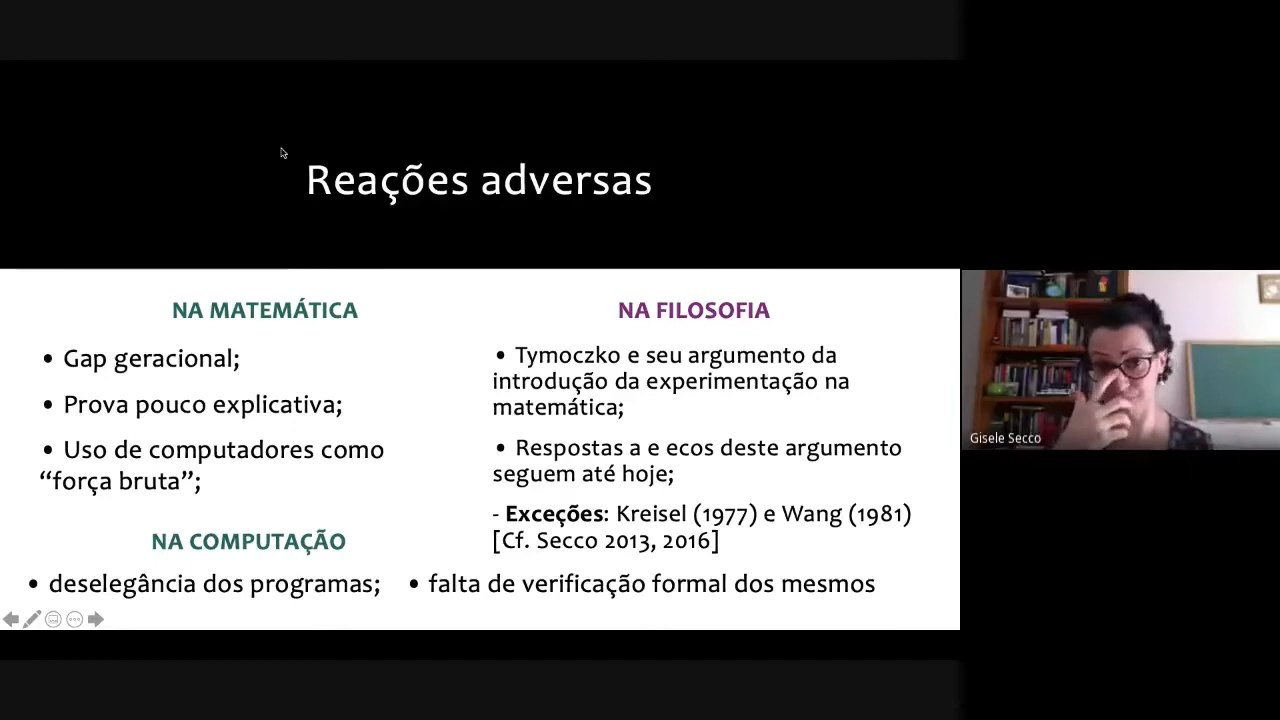 Reações adversas
NA MATEMÁTICA
• Gap geracional;
• Prova pouco explicativa;
• Uso de computadores como
“força bruta”;
NA FILOSOFIA
• Tymoczko e seu argumento da
introdução da experimentação na
matemática;
• Respostas a e ecos deste argumento
seguem até hoje;
- Exceções: Kreisel (1977) e Wang (1981)
[Cf. Secco 2013, 2016]
NA COMPUTAÇÃO
• deselegância dos programas; • falta de verificação formal dos mesmos
Gisele Secco